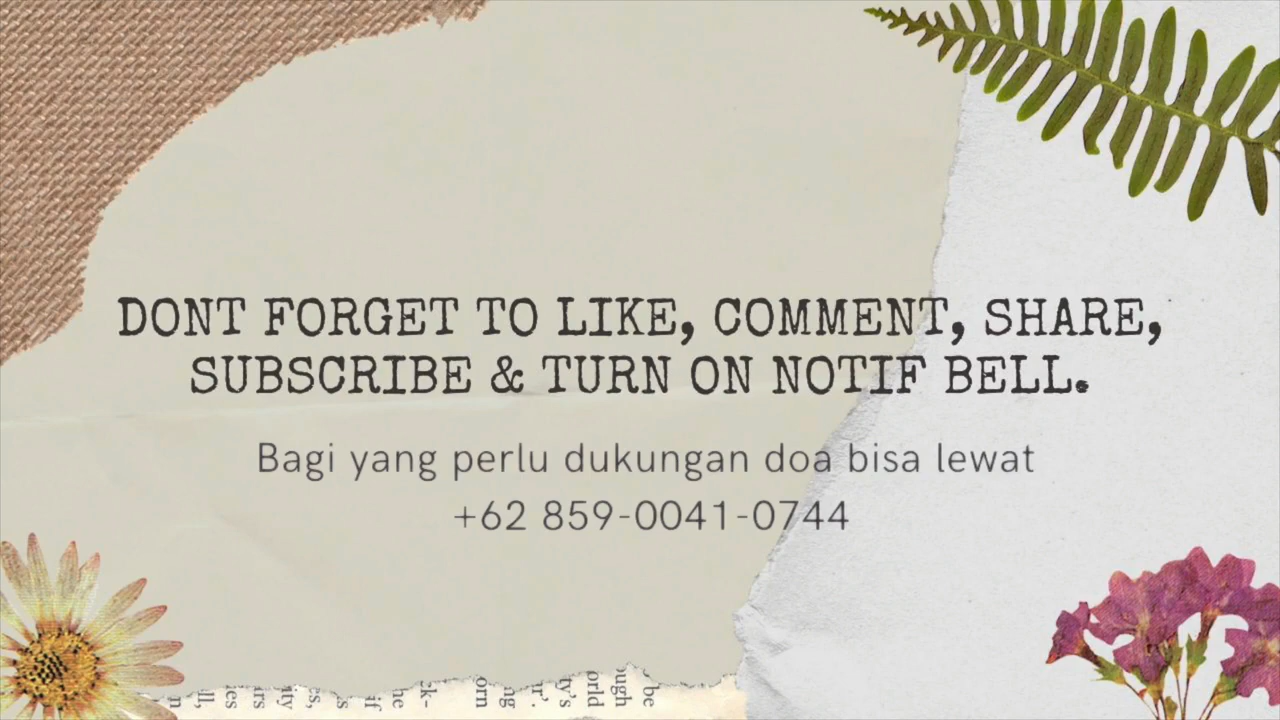 DONT FORGET TO LIKE, COMMENT, SHARE,
SUBSCRIBE & TURN ON NOTIF BELL.
Bagi yang perlu dukungan doa bisa lewat
+62 859-0041-0744